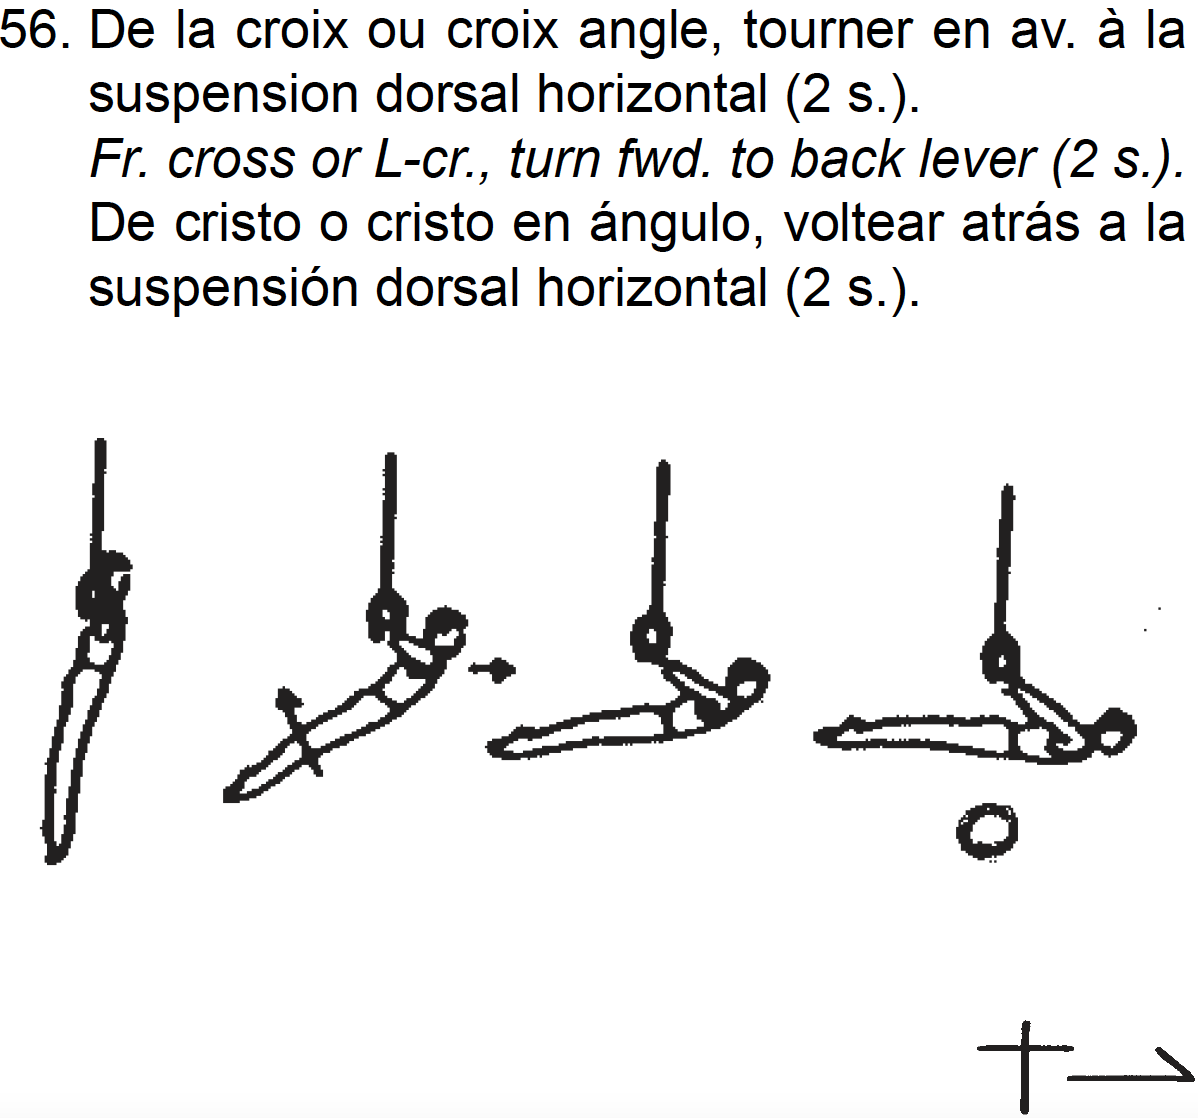 56. De la croix ou croix angle, tourner en av. à la
suspension dorsal horizontal (2 s.).
Fr. cross or L-cr., turn fwd. to back lever (2 s.).
De cristo o cristo en ángulo, voltear atrás a la
suspensión dorsal horizontal (2 s.).